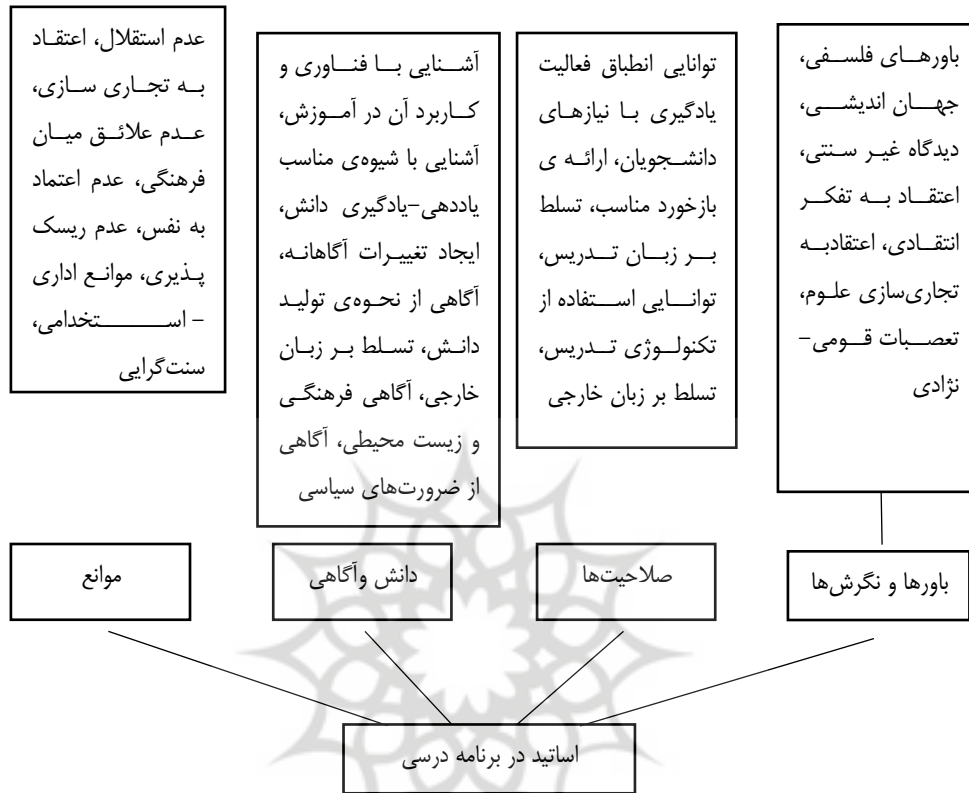 باورهای فلسفی،
جهان اندیشی،
دیدگاه غیر سنتی،
اعتقاد به تفکر
انتقادی، اعتقادبه
تجاری‌سازی علوم،
تعصبات قومی–
نژادی
توانایی انطباق فعالیت
یادگیری با نیازهای
دانشجویان، ارائه ی
بازخورد مناسب، تسلط
بر زبان تدریس،
توانایی استفاده از
تکنولوژی تدریس،
تسلط بر زبان خارجی
آشنایی با فناوری و
کاربرد آن در آموزش،
آشنایی با شیوه‌ی مناسب
یاددهی–یادگیری دانش،
ایجاد تغییرات آگاهانه،
آگاهی از نحوه‌ی تولید
دانش، تسلط بر زبان
خارجی، آگاهی فرهنگی
و زیست محیطی، آگاهی
از ضرورت‌های سیاسی
عدم استقلال، اعتقاد
به تجاری سازی،
عدم علائق میان
فرهنگی، عدم اعتماد
به نفس، عدم ریسک
پذیری، موانع اداری
– استخدامی،
سنت‌گرایی
باورها و نگرش‌ها
صلاحیت‌ها
دانش وآگاهی
موانع
اساتید در برنامه درسی